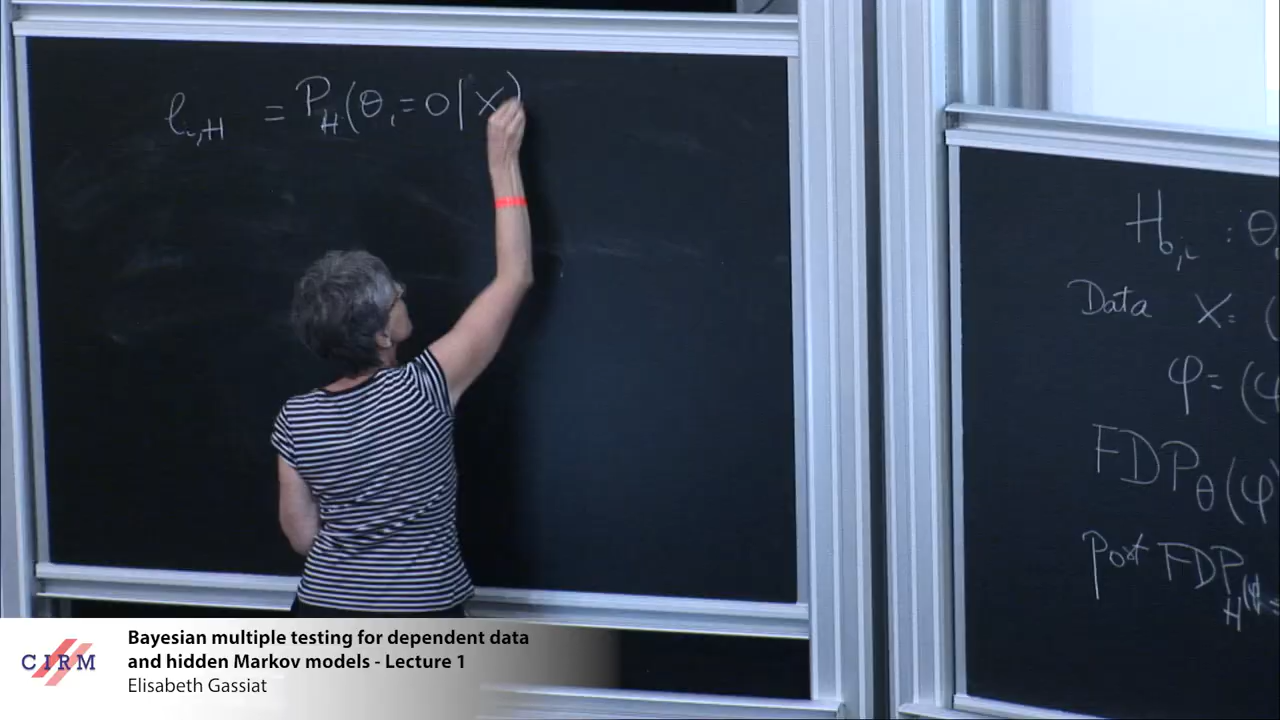 ℓ_{i,H} = P_H(θ_i = 0 | X)
H_{0,i} : θ
Data X = (
φ = (φ
FDP_θ(φ
Post FDP_H(φ =
CIRM
Bayesian multiple testing for dependent data
and hidden Markov models - Lecture 1
Elisabeth Gassiat